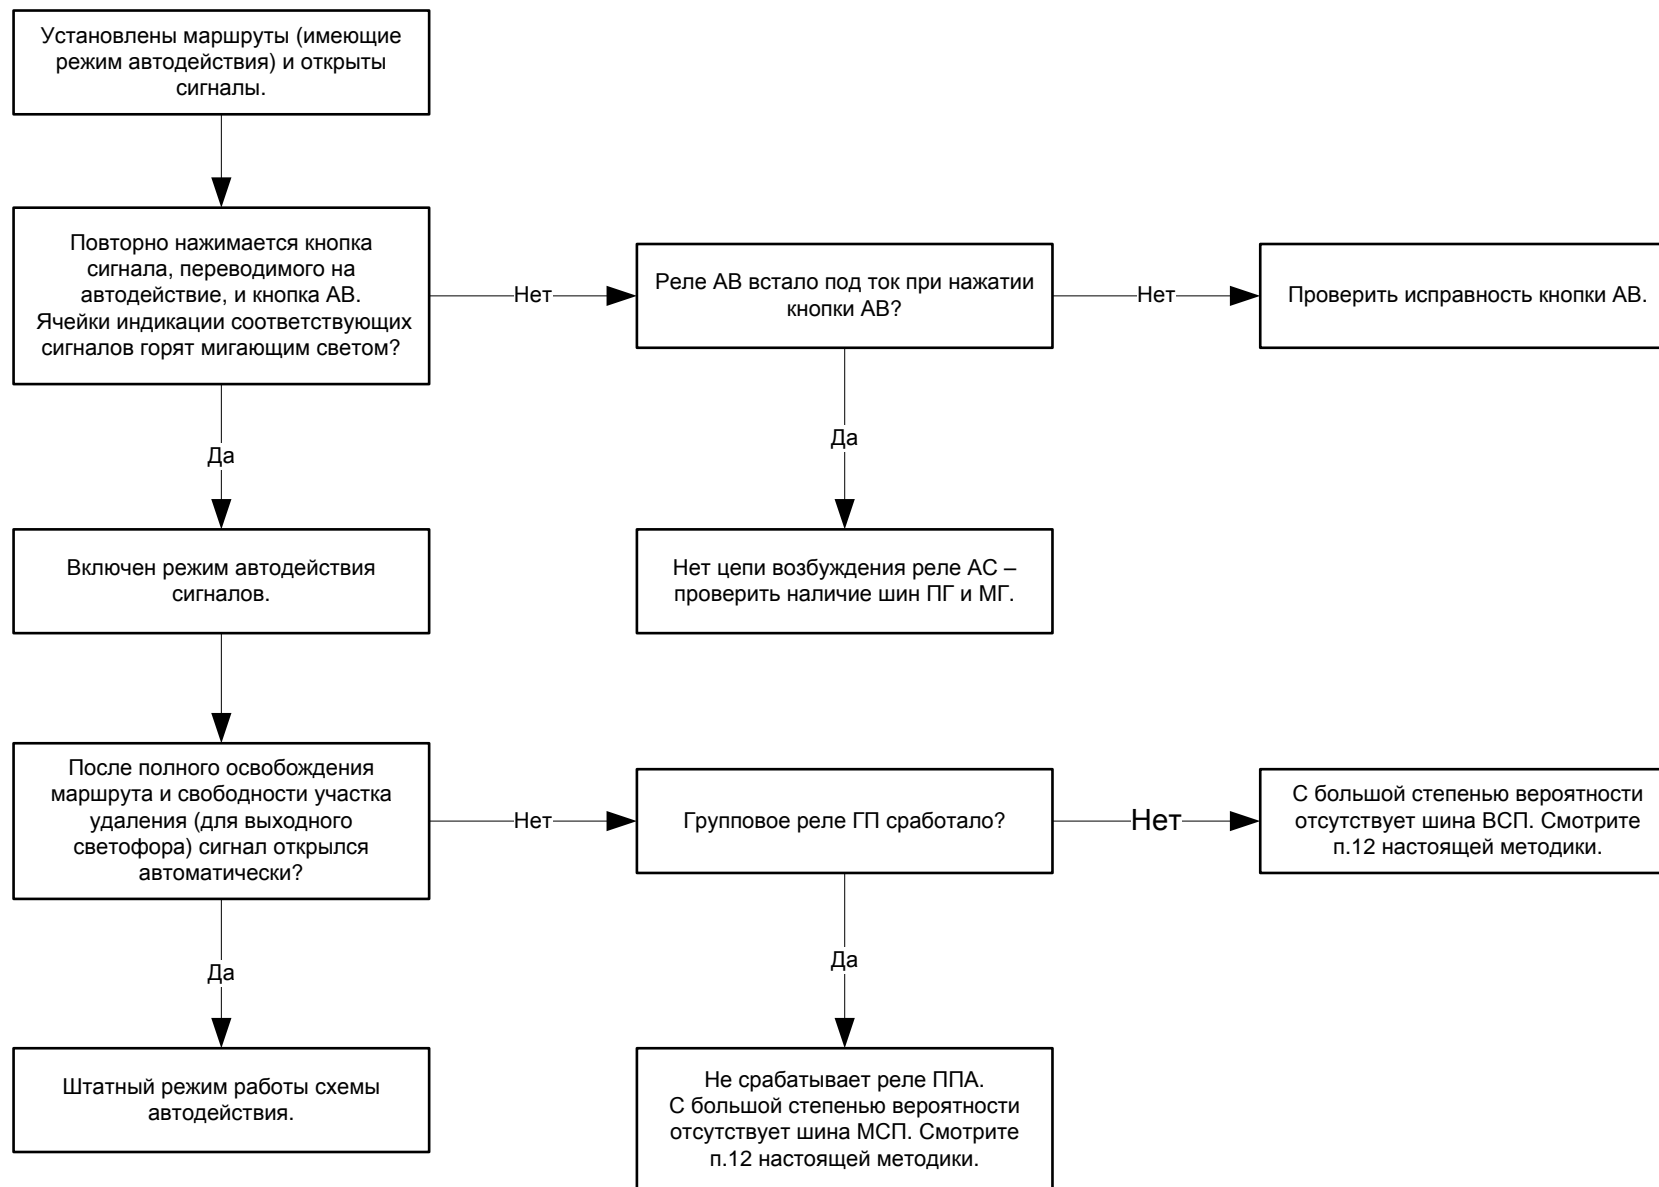 Установлены маршруты (имеющие
режим автодействия) и открыты
сигналы.
Повторно нажимается кнопка
сигнала, переводимого на
автодействие, и кнопка АВ.
Ячейки индикации соответствующих
сигналов горят мигающим светом?
Нет
Реле АВ встало под ток при нажатии
кнопки АВ?
Нет
Проверить исправность кнопки АВ.
Да
Да
Включен режим автодействия
сигналов.
Нет цепи возбуждения реле АС –
проверить наличие шин ПГ и МГ.
После полного освобождения
маршрута и свободности участка
удаления (для выходного
светофора) сигнал открылся
автоматически?
Нет
Групповое реле ГП сработало?
Нет
С большой степенью вероятности
отсутствует шина ВСП. Смотрите
п.12 настоящей методики.
Да
Да
Штатный режим работы схемы
автодействия.
Не срабатывает реле ППА.
С большой степенью вероятности
отсутствует шина МСП. Смотрите
п.12 настоящей методики.